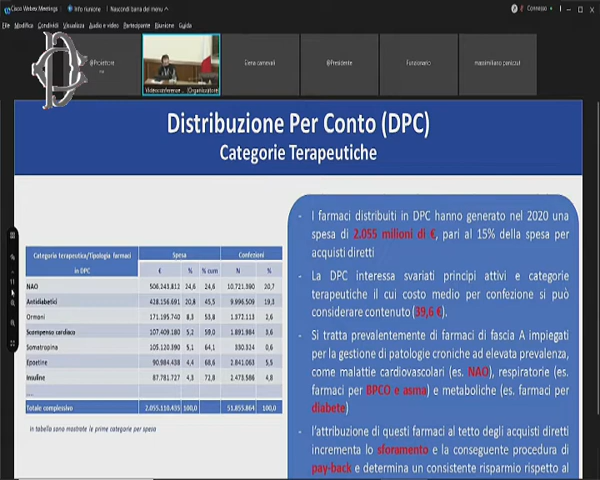 Cisco Webex Meetings
Info riunione
Nascondi barra del menu
Connesso
File Modifica Condividi Visualizza Audio e video Partecipante Riunione Guida
@Proiettore
Elena carnevali
@Presidente
Funzionario
massimiliano panizzut
Videoconference ... (Organizzatore)
Distribuzione Per Conto (DPC)
Categorie Terapeutiche
Categoria terapeutica/Tipologia farmaci in DPC Spesa Confezioni
€ % % cum N %
NAO 506.243.812 24,6 24,6 10.721.390 20,7
Antidiabetici 428.156.691 20,8 45,5 9.996.509 19,3
Ormoni 171.195.740 8,3 53,8 1.372.113 2,6
Scompenso cardiaco 107.409.180 5,2 59,0 1.891.984 3,6
Somatropina 105.120.390 5,1 64,1 330.324 0,6
Epoetine 90.984.438 4,4 68,6 2.841.063 5,5
Insuline 87.781.727 4,3 72,8 2.473.586 4,8
....
Totale complessivo 2.055.110.435 100,0 51.855.864 100,0
In tabella sono mostrate le prime categorie per spesa
- I farmaci distribuiti in DPC hanno generato nel 2020 una
spesa di 2.055 milioni di €, pari al 15% della spesa per
acquisti diretti
- La DPC interessa svariati principi attivi e categorie
terapeutiche il cui costo medio per confezione si può
considerare contenuto (39,6 €).
- Si tratta prevalentemente di farmaci di fascia A impiegati
per la gestione di patologie croniche ad elevata prevalenza,
come malattie cardiovascolari (es. NAO), respiratorie (es.
farmaci per BPCO e asma) e metaboliche (es. farmaci per
diabete)
- l'attribuzione di questi farmaci al tetto degli acquisti diretti
incrementa lo sforamento e la conseguente procedura di
pay-back e determina un consistente risparmio rispetto al